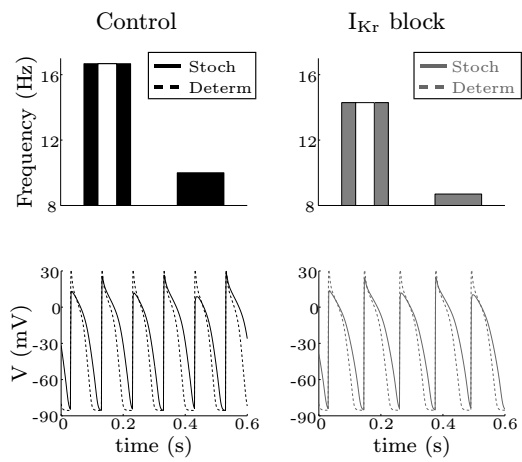 Control
I_Kr block
Frequency (Hz)
16
12
8
Stoch
Determ
16
12
8
Stoch
Determ
V (mV)
30
0
-30
-60
-90
0
0.2
0.4
0.6
time (s)
30
0
-30
-60
-90
0
0.2
0.4
0.6
time (s)